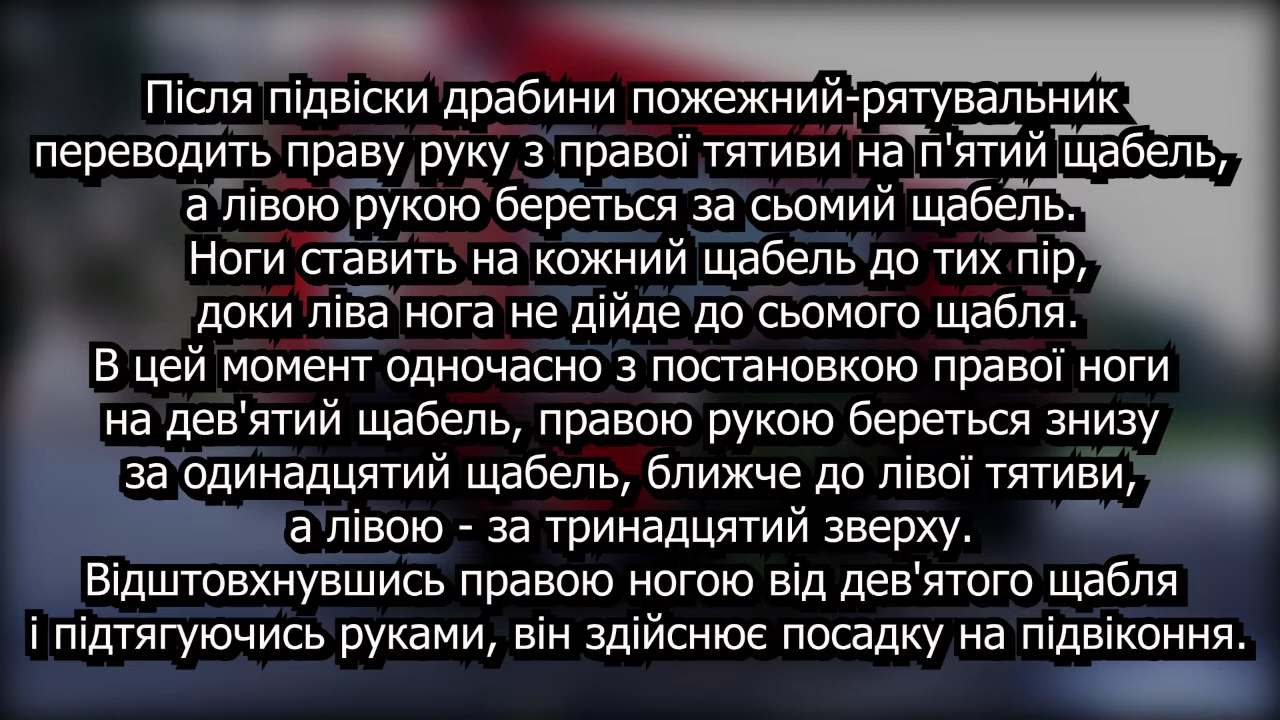 Після підвіски драбини пожежний-рятувальник
переводить праву руку з правої тятиви на п'ятий щабель,
а лівою рукою береться за сьомий щабель.
Ноги ставить на кожний щабель до тих пір,
доки ліва нога не дійде до сьомого щабля.
В цей момент одночасно з постановкою правої ноги
на дев'ятий щабель, правою рукою береться знизу
за одинадцятий щабель, ближче до лівої тятиви,
а лівою - за тринадцятий зверху.
Відштовхнувшись правою ногою від дев'ятого щабля
і підтягуючись руками, він здійснює посадку на підвіконня.